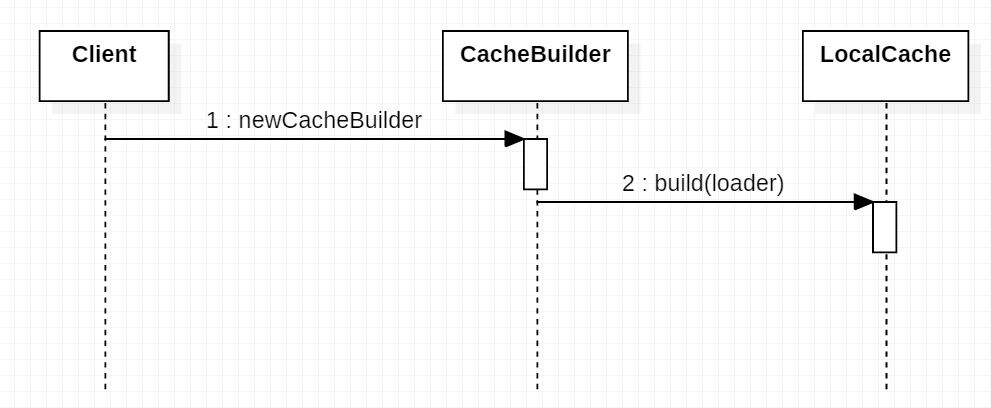 Client
CacheBuilder
LocalCache
1 : newCacheBuilder
2 : build(loader)